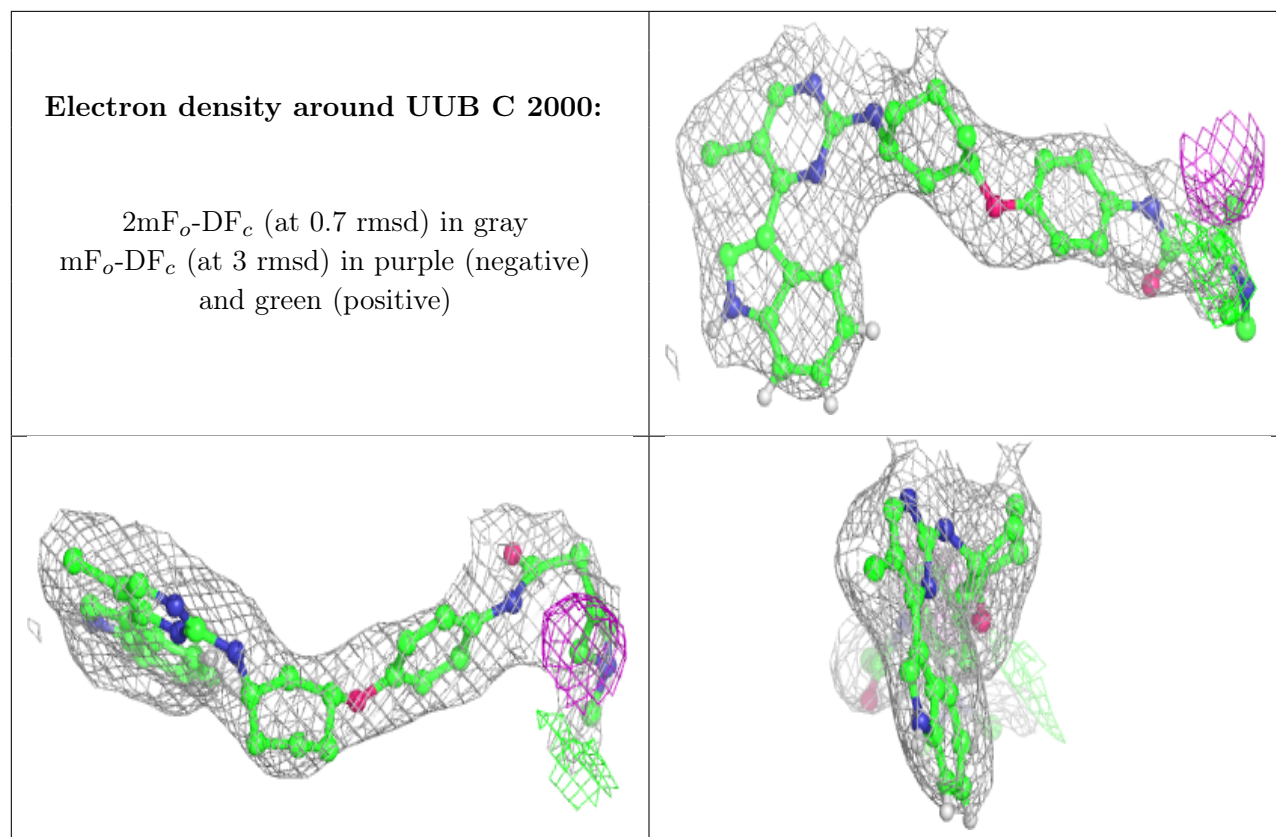 Electron density around UUB C 2000:
2mFo-DFc (at 0.7 rmsd) in gray
mFo-DFc (at 3 rmsd) in purple (negative)
and green (positive)